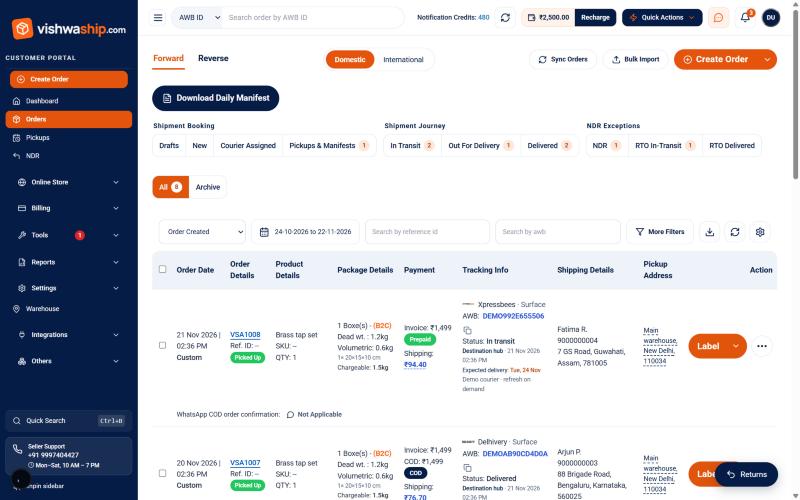 vishwaship.com
CUSTOMER PORTAL
Create Order
Dashboard
Orders
Pickups
NDR
Online Store
Billing
Tools 1
Reports
Settings
Warehouse
Integrations
Others
Quick Search Ctrl+B
Seller Support
+91 9997404427
Mon–Sat, 10 AM – 7 PM
sidebar
AWB ID Search order by AWB ID Notification Credits: 480 ₹2,500.00 Recharge Quick Actions DU
Forward Reverse Domestic International Sync Orders Bulk Import Create Order
Download Daily Manifest
Shipment Booking Shipment Journey NDR Exceptions
Drafts New Courier Assigned Pickups & Manifests 1 In Transit 2 Out For Delivery 1 Delivered 2 NDR 1 RTO In-Transit 1 RTO Delivered
All 8 Archive
Order Created 24-10-2026 to 22-11-2026 Search by reference id Search by awb More Filters
Order Date Order Details Product Details Package Details Payment Tracking Info Shipping Details Pickup Address Action
21 Nov 2026 |
02:36 PM
Custom
VSA1008
Ref. ID: --
Picked Up
Brass tap set
SKU: --
QTY: 1
1 Boxe(s) - (B2C)
Dead wt. : 1.2kg
Volumetric: 0.6kg
1× 20×15×10 cm
Chargeable: 1.5kg
Invoice: ₹1,499
Prepaid
Shipping:
₹94.40
Xpressbees · Surface
AWB: DEMO992E655506
Status: In transit
Destination hub · 21 Nov 2026
02:36 PM
Expected delivery: Tue, 24 Nov
Demo courier · refresh on
demand
Fatima R.
9000000004
7 GS Road, Guwahati,
Assam, 781005
Main
warehouse,
New Delhi,
110034
Label
WhatsApp COD order confirmation: Not Applicable
20 Nov 2026 |
02:36 PM
Custom
VSA1007
Ref. ID: --
Picked Up
Brass tap set
SKU: --
QTY: 1
1 Boxe(s) - (B2C)
Dead wt. : 1.2kg
Volumetric: 0.6kg
1× 20×15×10 cm
Chargeable: 1.5kg
Invoice: ₹1,499
COD: ₹1,499
COD
Shipping:
₹76.70
Delhivery · Surface
AWB: DEMOAB90CD4D0A
Status: Delivered
Destination hub · 21 Nov 2026
02:36 PM
Arjun P.
9000000003
88 Brigade Road,
Bengaluru, Karnataka,
560025
Main
warehouse,
New Delhi,
110034
Returns